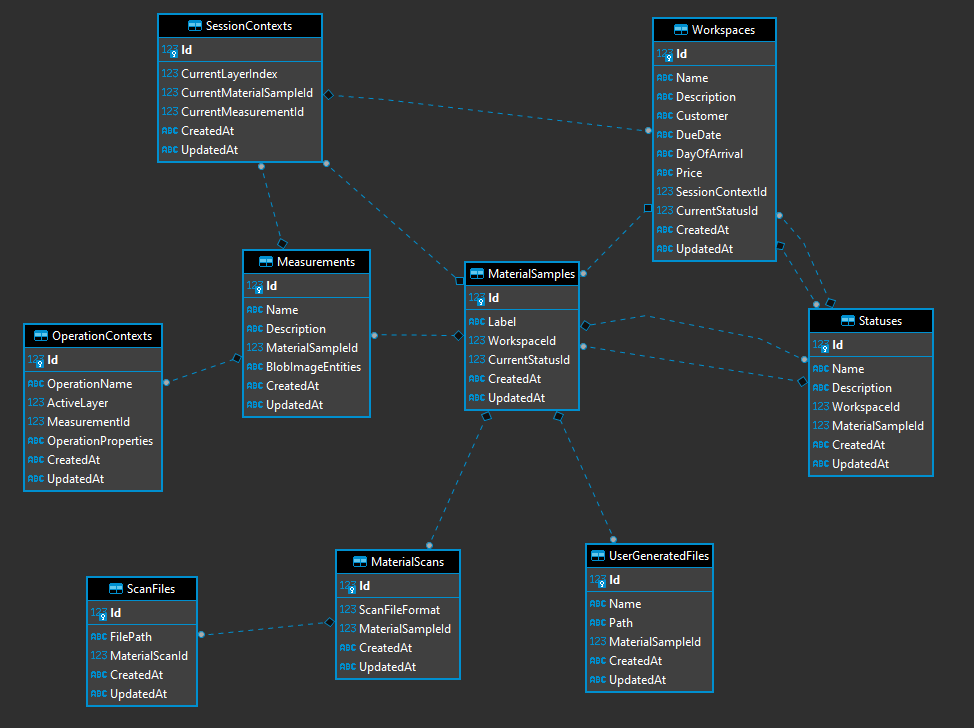 SessionContexts
123 Id
123 CurrentLayerIndex
123 CurrentMaterialSampleId
123 CurrentMeasurementId
ABC CreatedAt
ABC UpdatedAt
Workspaces
123 Id
ABC Name
ABC Description
ABC Customer
ABC DueDate
ABC DayOfArrival
ABC Price
123 SessionContextId
123 CurrentStatusId
ABC CreatedAt
ABC UpdatedAt
Measurements
123 Id
ABC Name
ABC Description
123 MaterialSampleId
ABC BlobImageEntities
ABC CreatedAt
ABC UpdatedAt
MaterialSamples
123 Id
ABC Label
123 WorkspaceId
123 CurrentStatusId
ABC CreatedAt
ABC UpdatedAt
OperationContexts
123 Id
ABC OperationName
123 ActiveLayer
123 MeasurementId
ABC OperationProperties
ABC CreatedAt
ABC UpdatedAt
Statuses
123 Id
ABC Name
ABC Description
123 WorkspaceId
123 MaterialSampleId
ABC CreatedAt
ABC UpdatedAt
ScanFiles
123 Id
ABC FilePath
123 MaterialScanId
ABC CreatedAt
ABC UpdatedAt
MaterialScans
123 Id
123 ScanFileFormat
123 MaterialSampleId
ABC CreatedAt
ABC UpdatedAt
UserGeneratedFiles
123 Id
ABC Name
ABC Path
123 MaterialSampleId
ABC CreatedAt
ABC UpdatedAt